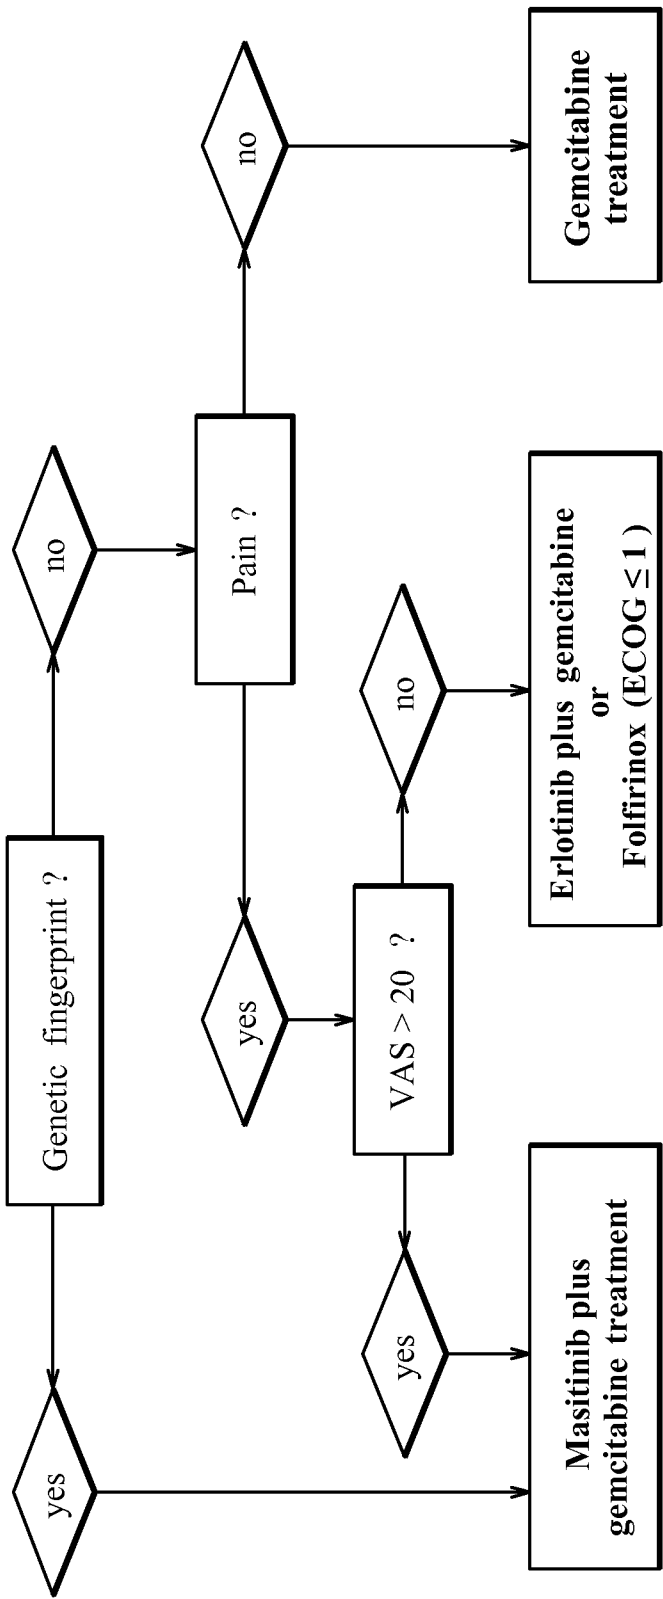 Genetic fingerprint ?
yes
no
Pain ?
yes
no
VAS > 20 ?
yes
no
Masitinib plus
gemcitabine treatment
Erlotinib plus gemcitabine
or
Folfirinox (ECOG ≤ 1 )
Gemcitabine
treatment